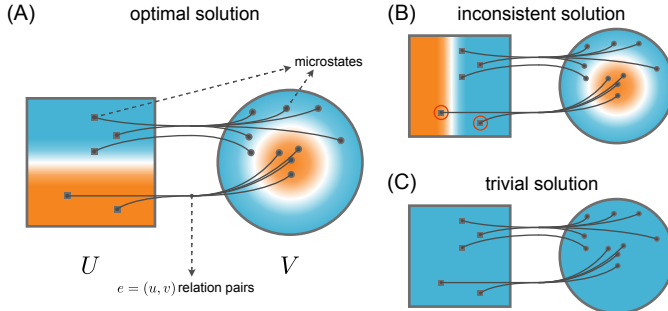 (A)
optimal solution
microstates
U
V
e = (u, v) relation pairs
(B)
inconsistent solution
(C)
trivial solution